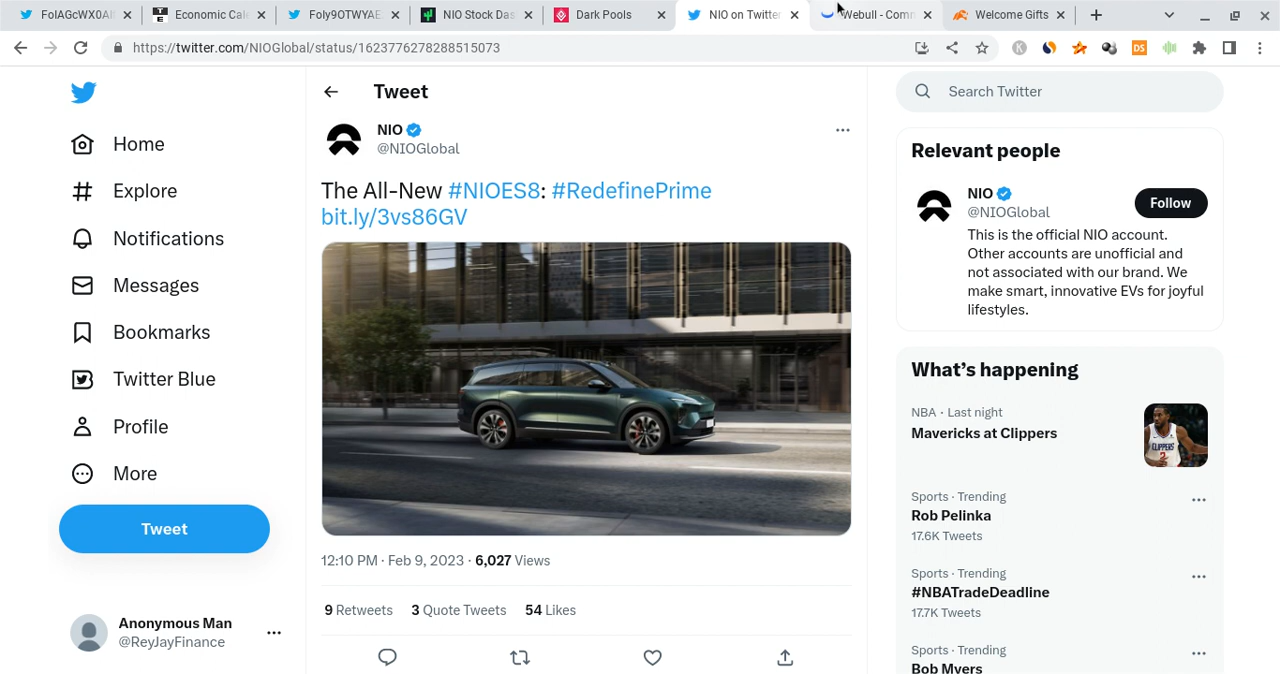 FoIAGcWX0AI
Economic Cale
Foly9OTWYAE
NIO Stock Das
Dark Pools
NIO on Twitter
Webull - Comm
Welcome Gifts
https://twitter.com/NIOGlobal/status/1623776278288515073
DS
Home
Explore
Notifications
Messages
Bookmarks
Twitter Blue
Profile
More
Tweet
Anonymous Man
@ReyJayFinance
Tweet
NIO
@NIOGlobal
The All-New #NIOES8: #RedefinePrime
bit.ly/3vs86GV
12:10 PM · Feb 9, 2023 · 6,027 Views
9 Retweets 3 Quote Tweets 54 Likes
Search Twitter
Relevant people
NIO
@NIOGlobal
Follow
This is the official NIO account.
Other accounts are unofficial and
not associated with our brand. We
make smart, innovative EVs for joyful
lifestyles.
What's happening
NBA · Last night
Mavericks at Clippers
Sports · Trending
Rob Pelinka
17.6K Tweets
Sports · Trending
#NBATradeDeadline
17.7K Tweets
Sports · Trending
Bob Myers